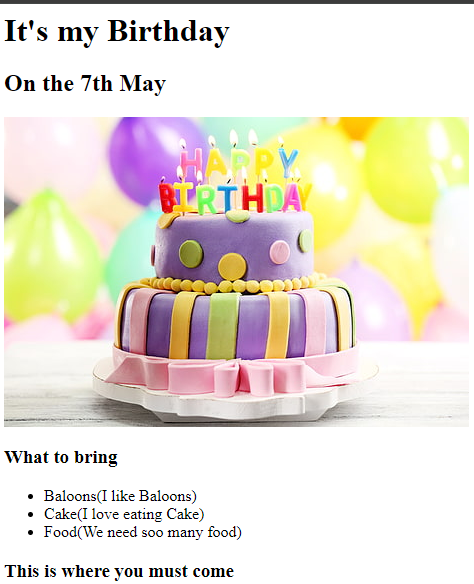 It's my Birthday
On the 7th May
HAPPY
BIRTHDAY
What to bring
Baloons(I like Baloons)
Cake(I love eating Cake)
Food(We need soo many food)
This is where you must come